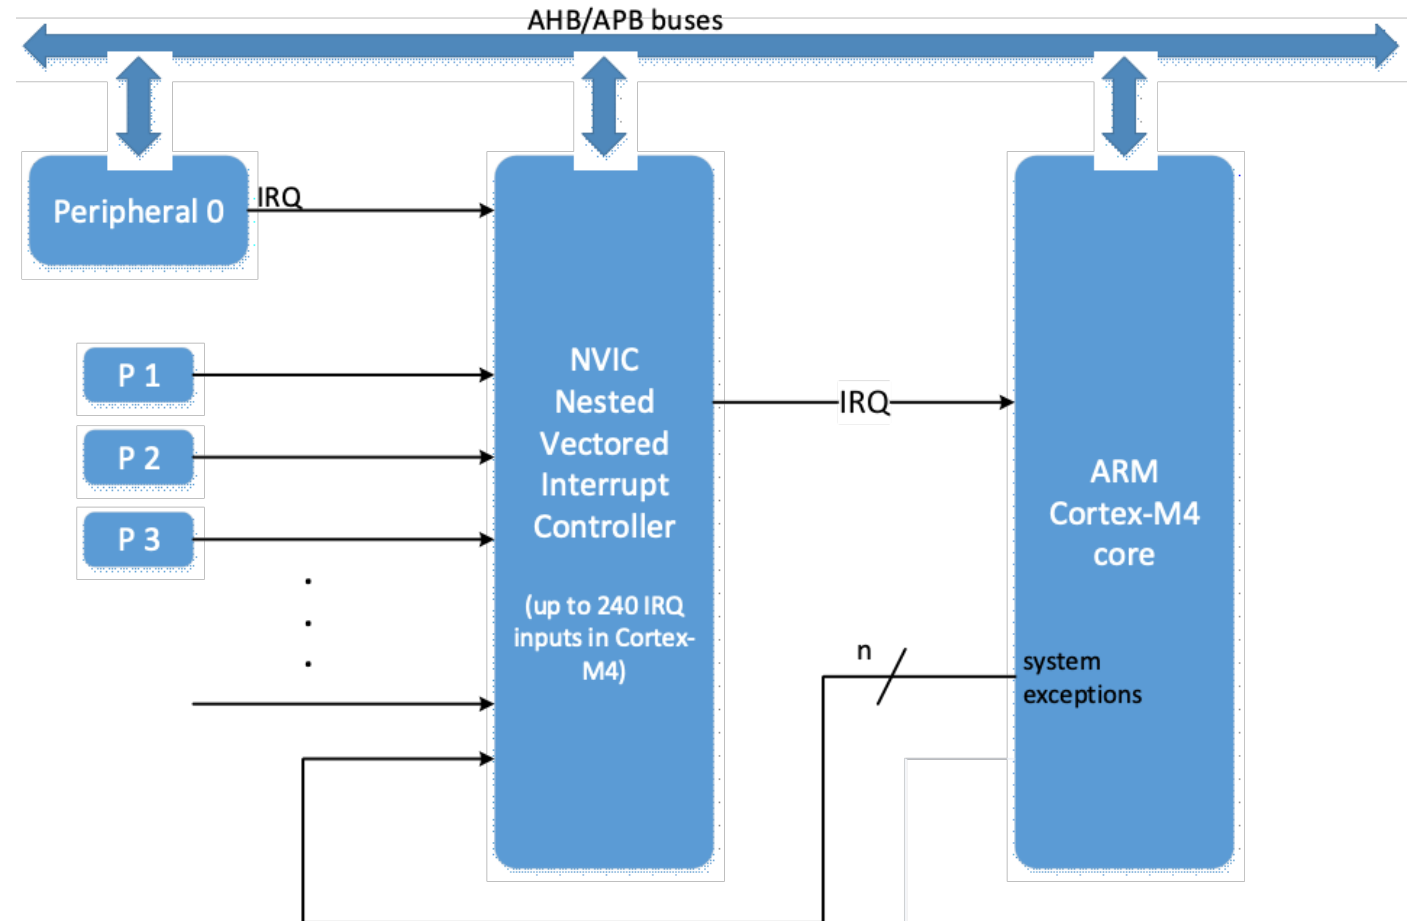 AHB/APB buses
Peripheral 0
IRQ
P 1
P 2
P 3
NVIC
Nested
Vectored
Interrupt
Controller
(up to 240 IRQ
inputs in Cortex-
M4)
IRQ
n
ARM
Cortex-M4
core
system
exceptions